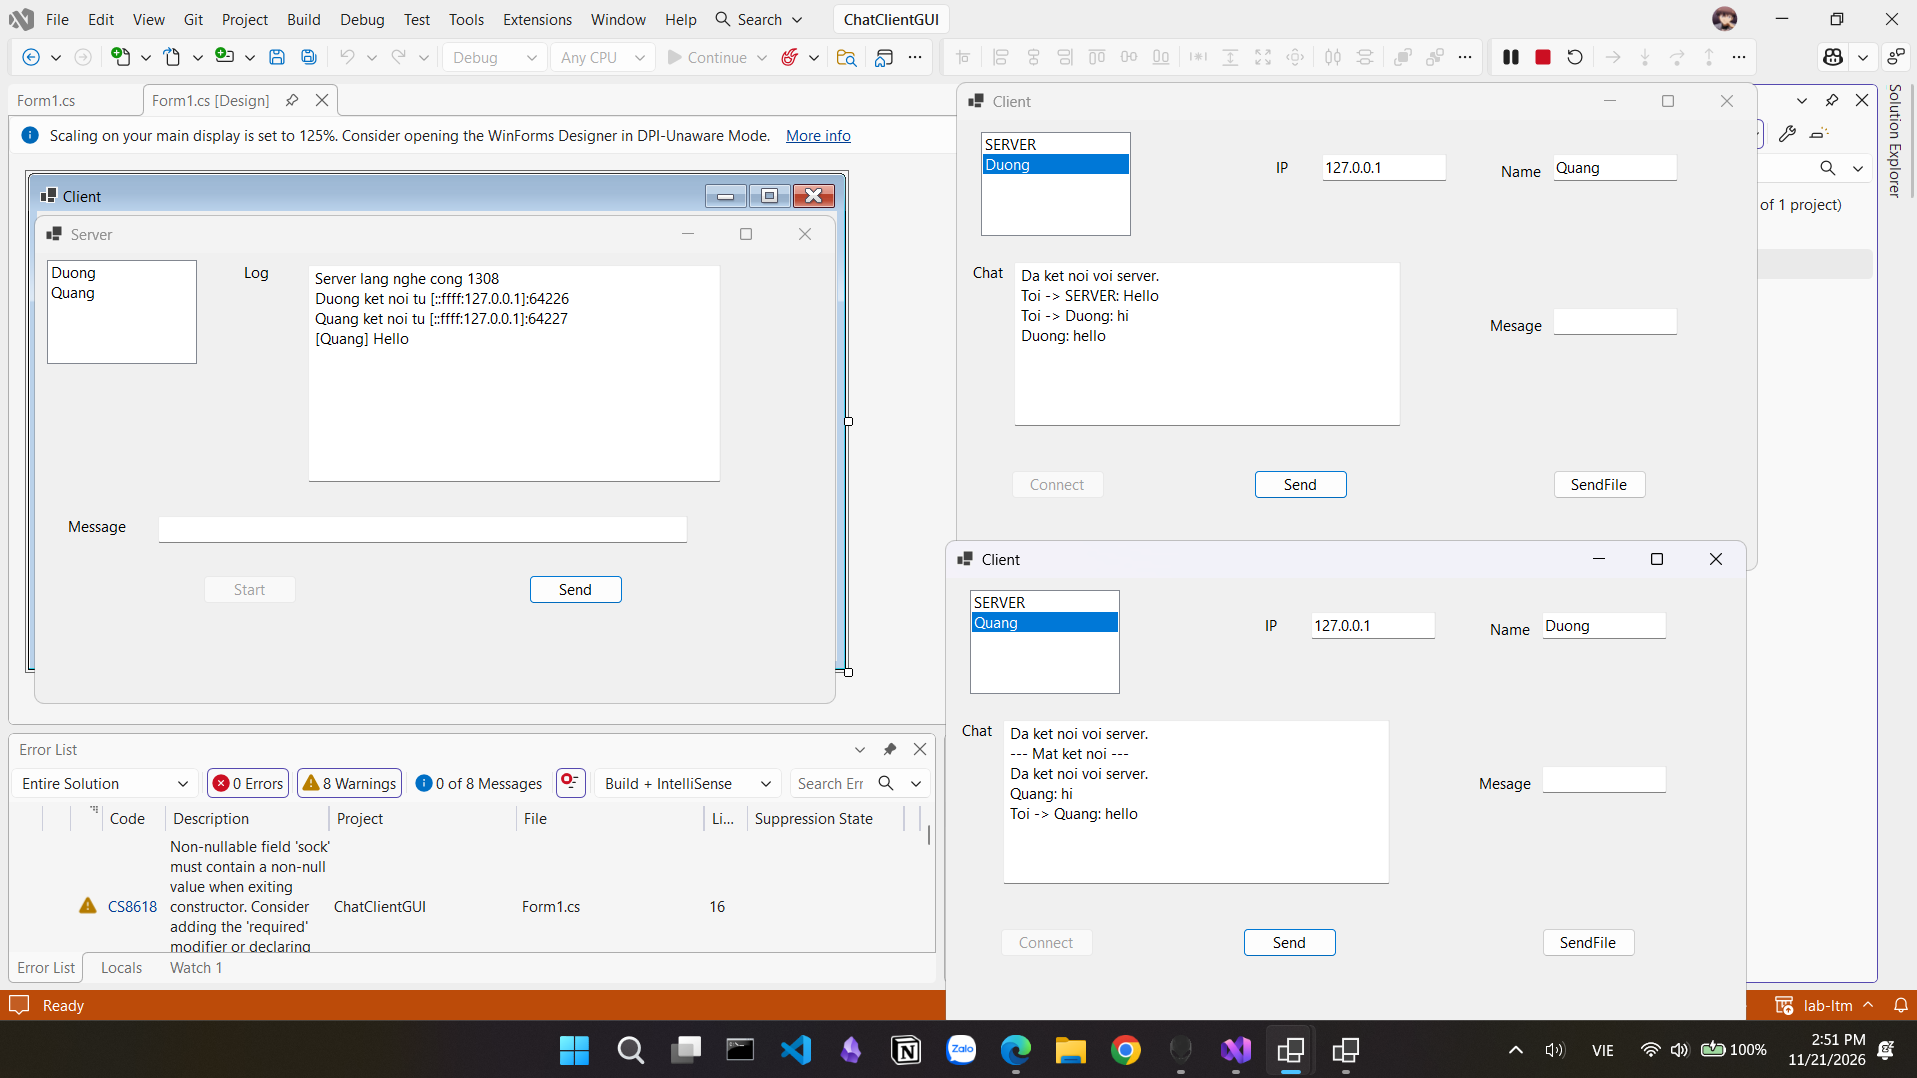 File Edit View Git Project Build Debug Test Tools Extensions Window Help Search ChatClientGUI
Debug Any CPU Continue
Form1.cs Form1.cs [Design]
Scaling on your main display is set to 125%. Consider opening the WinForms Designer in DPI-Unaware Mode. More info
Client
Server
Duong
Quang
Log
Server lang nghe cong 1308
Duong ket noi tu [::ffff:127.0.0.1]:64226
Quang ket noi tu [::ffff:127.0.0.1]:64227
[Quang] Hello
Message
Start Send
Client
SERVER
Duong
IP 127.0.0.1 Name Quang
Chat
Da ket noi voi server.
Toi -> SERVER: Hello
Toi -> Duong: hi
Duong: hello
Mesage
Connect Send SendFile
Client
SERVER
Quang
IP 127.0.0.1 Name Duong
Chat
Da ket noi voi server.
--- Mat ket noi ---
Da ket noi voi server.
Quang: hi
Toi -> Quang: hello
Mesage
Connect Send SendFile
of 1 project)
Solution Explorer
Error List
Entire Solution 0 Errors 8 Warnings 0 of 8 Messages Build + IntelliSense Search Err
Code Description Project File Li... Suppression State
Non-nullable field 'sock'
must contain a non-null
value when exiting
CS8618 constructor. Consider ChatClientGUI Form1.cs 16
adding the 'required'
modifier or declaring
Error List Locals Watch 1
Ready
lab-ltm
Zalo
VIE 100%
2:51 PM
11/21/2026